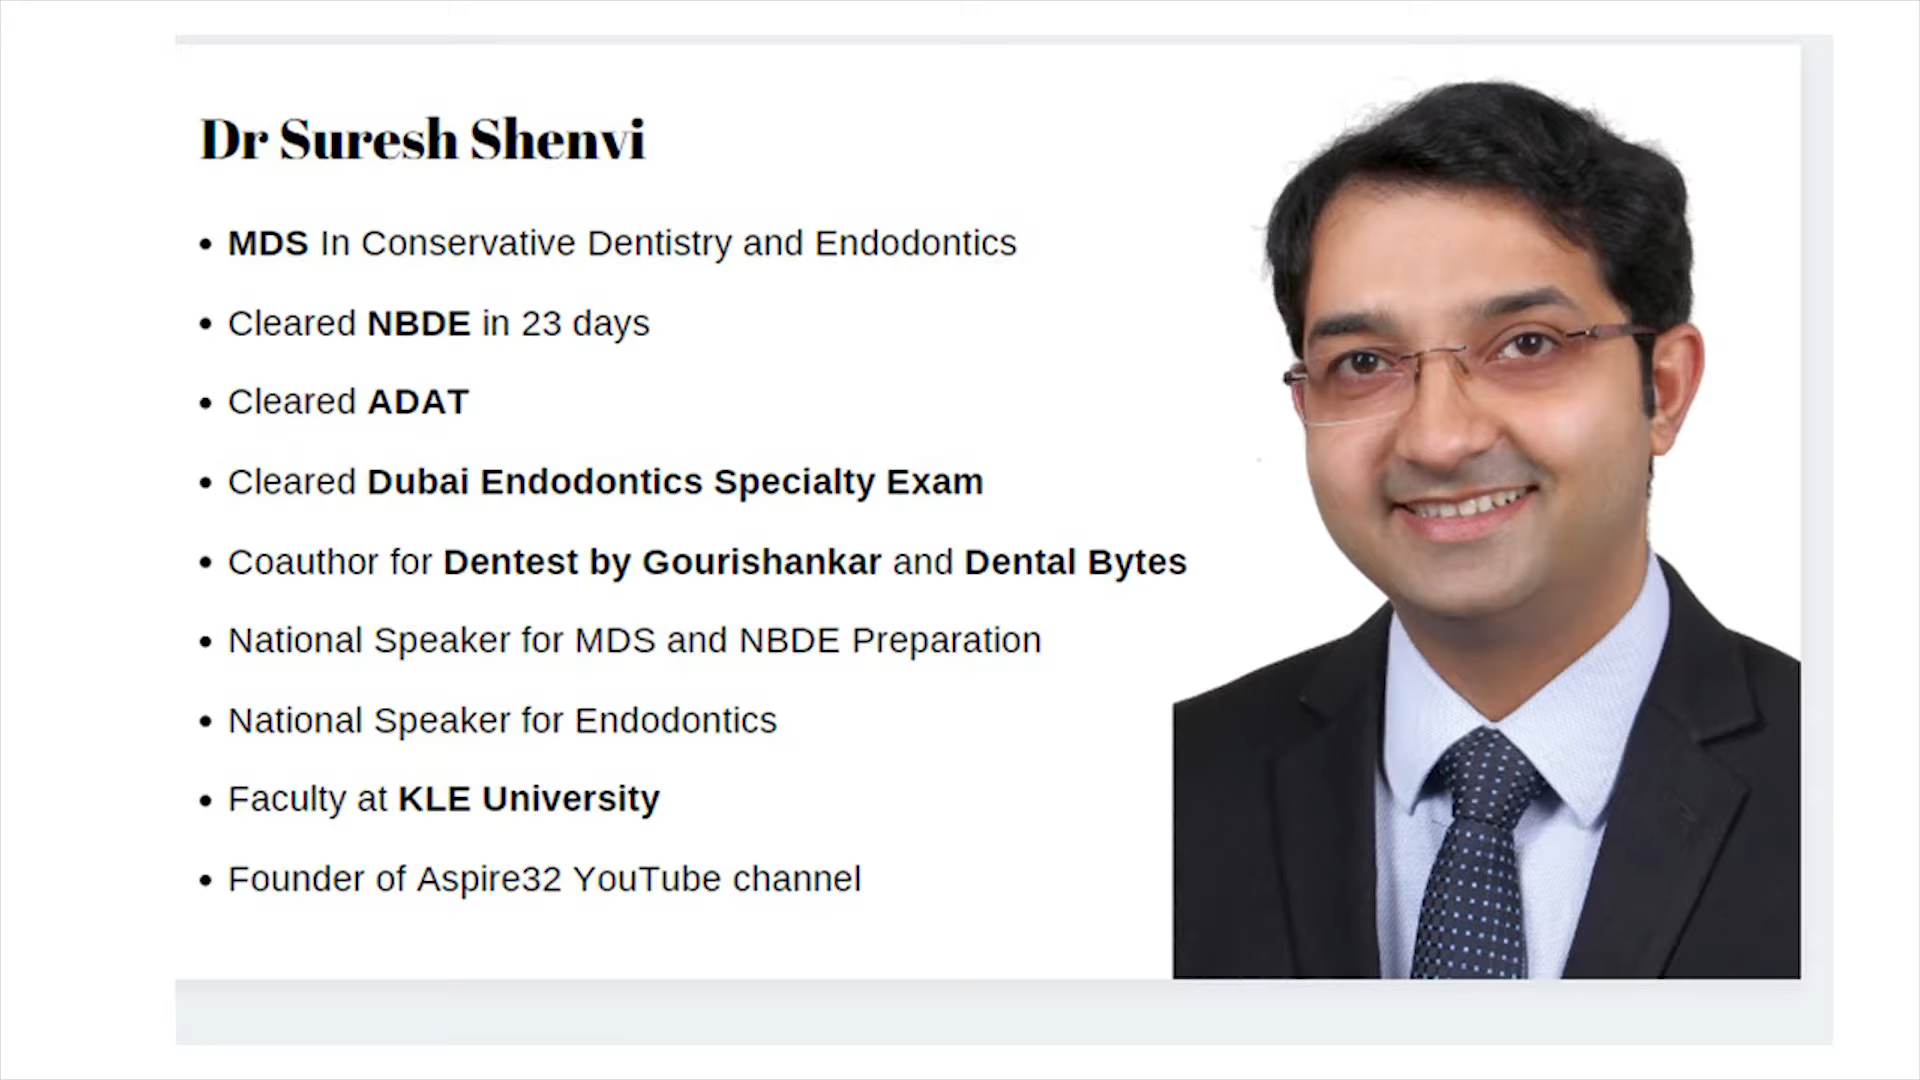 Dr Suresh Shenvi
• MDS In Conservative Dentistry and Endodontics
• Cleared NBDE in 23 days
• Cleared ADAT
• Cleared Dubai Endodontics Specialty Exam
• Coauthor for Dentest by Gourishankar and Dental Bytes
• National Speaker for MDS and NBDE Preparation
• National Speaker for Endodontics
• Faculty at KLE University
• Founder of Aspire32 YouTube channel